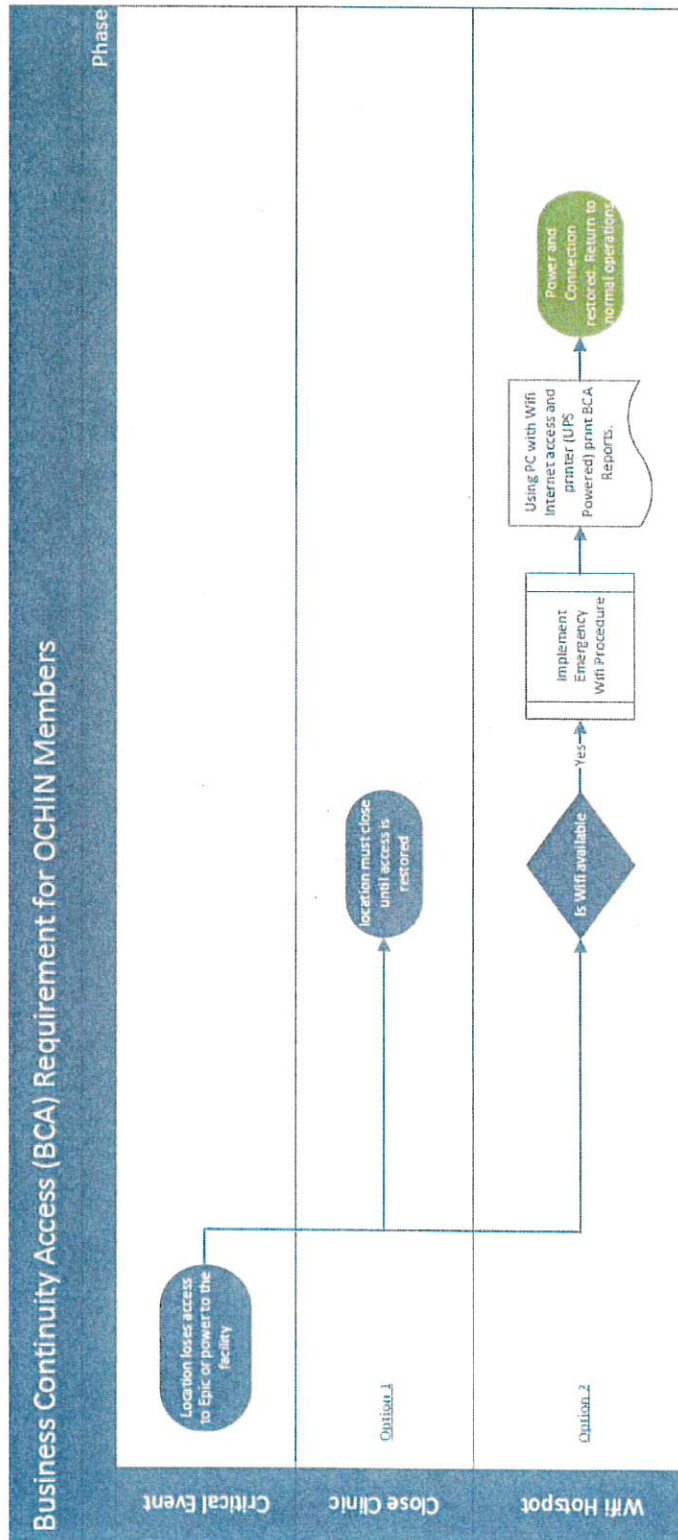 Business Continuity Access (BCA) Requirement for OCHIN Members
Phase
Critical Event
Location loses access
to Epic or power to the
facility
Close Clinic
Option 1
location must close
until access is
restored
Wifi Hotspot
Option 2
Is Wifi available
Yes
Implement
Emergency
Wifi Procedure
Using PC with Wifi
Internet access and
printer (UPS
Powered) print BCA
Reports.
Power and
Connection
restored. Return to
normal operations